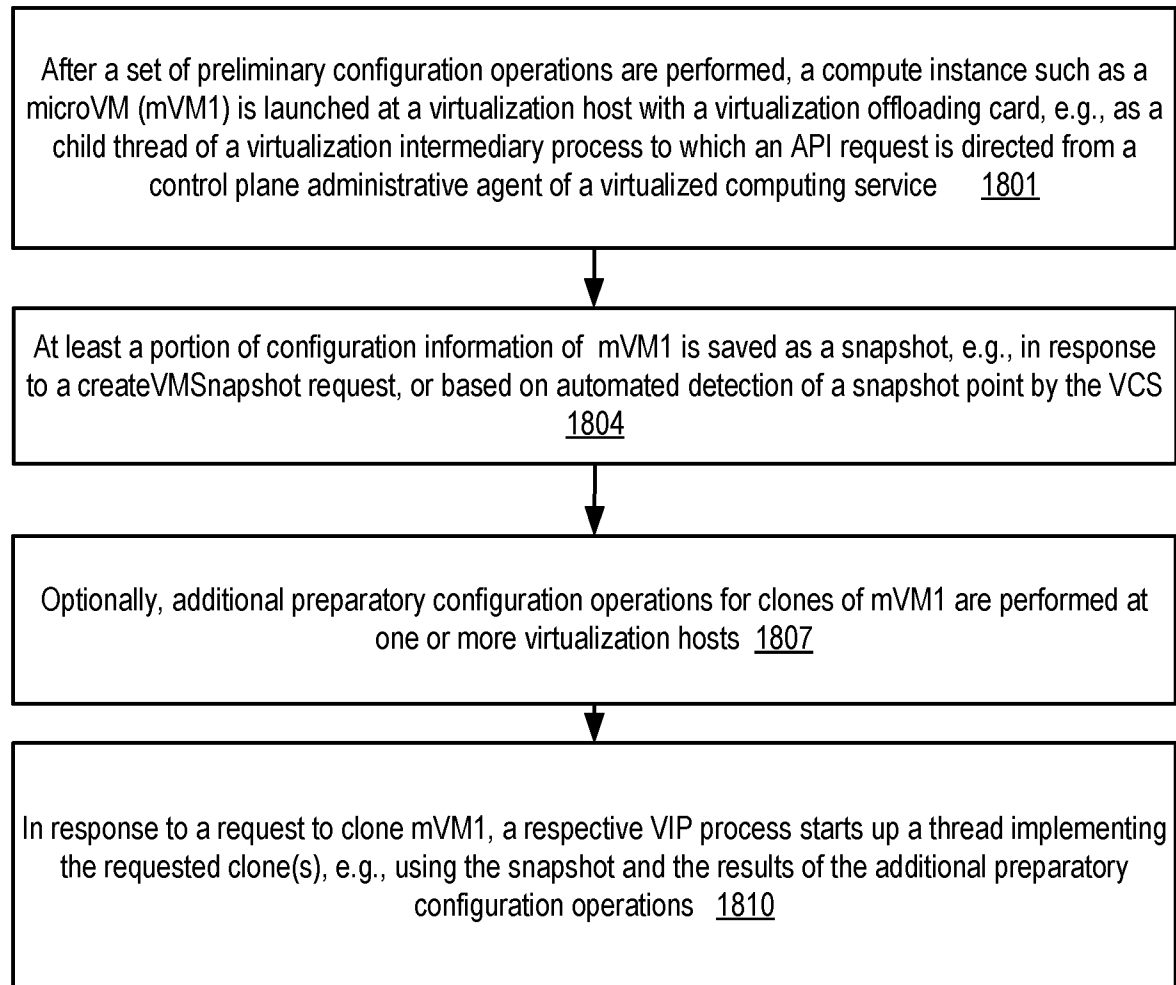 After a set of preliminary configuration operations are performed, a compute instance such as a
microVM (mVM1) is launched at a virtualization host with a virtualization offloading card, e.g., as a
child thread of a virtualization intermediary process to which an API request is directed from a
control plane administrative agent of a virtualized computing service 1801
At least a portion of configuration information of mVM1 is saved as a snapshot, e.g., in response
to a createVMSnapshot request, or based on automated detection of a snapshot point by the VCS
1804
Optionally, additional preparatory configuration operations for clones of mVM1 are performed at
one or more virtualization hosts 1807
In response to a request to clone mVM1, a respective VIP process starts up a thread implementing
the requested clone(s), e.g., using the snapshot and the results of the additional preparatory
configuration operations 1810